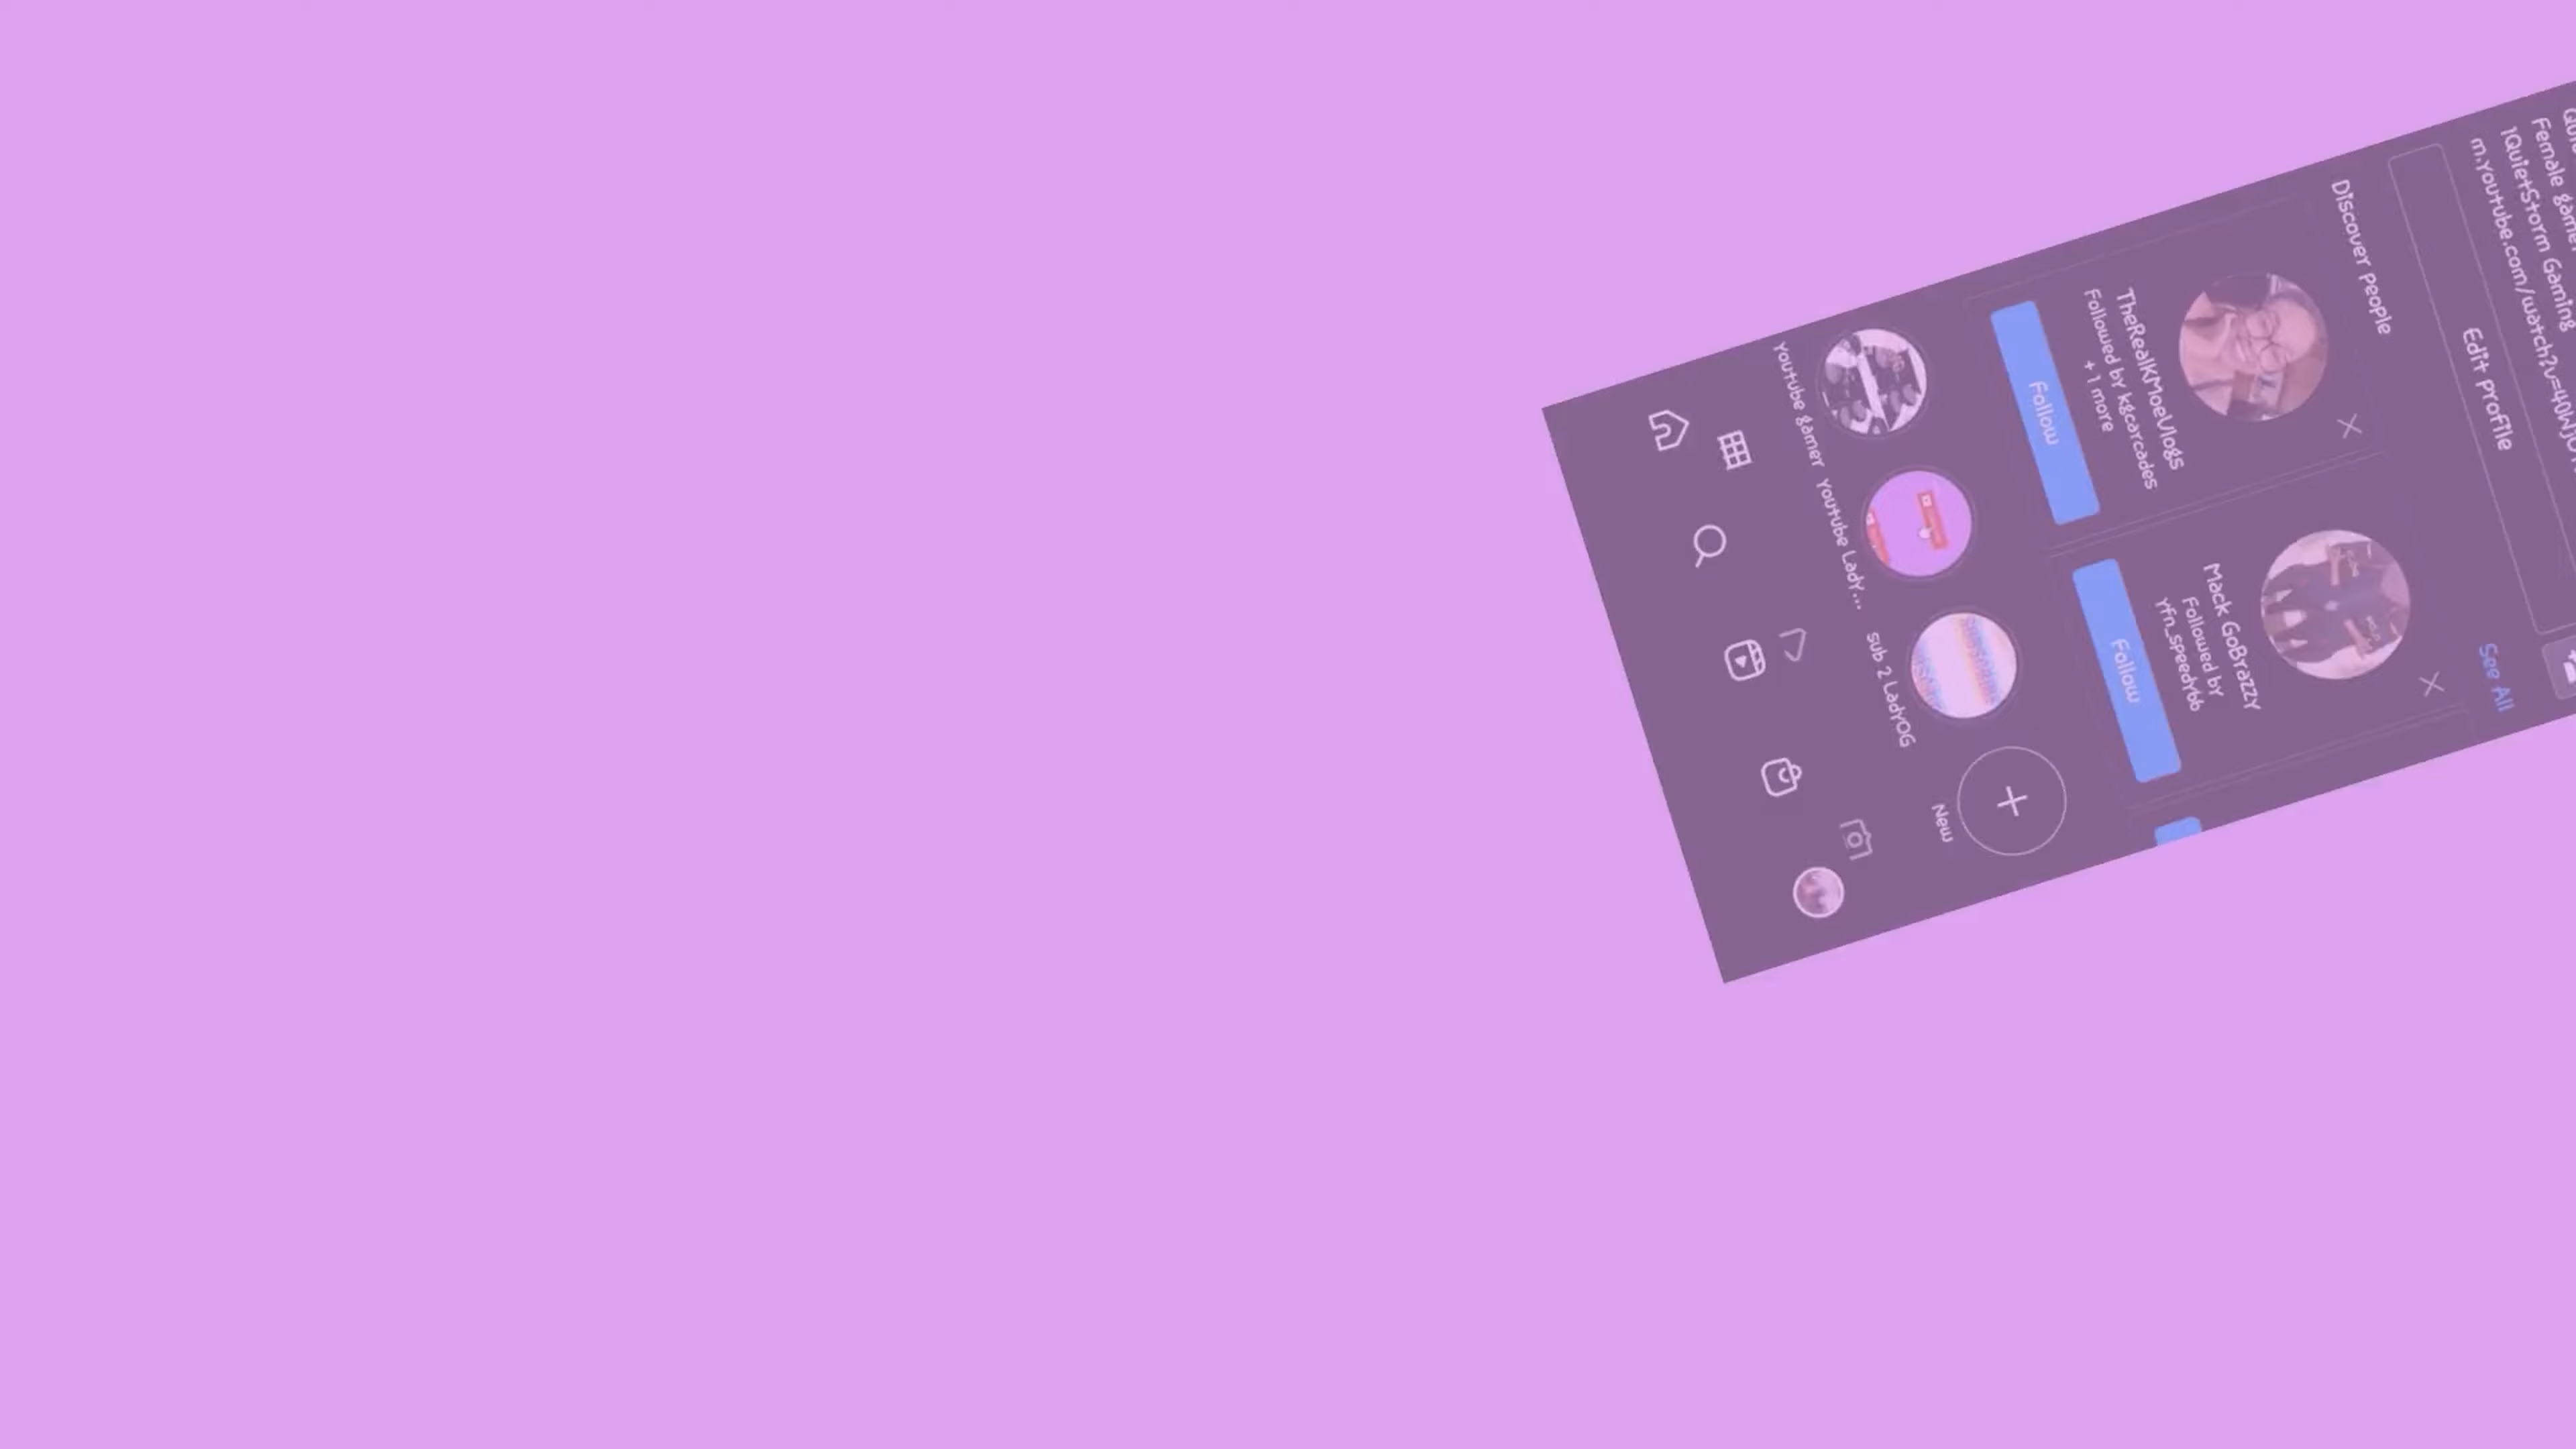 Female gamer
1QuietStorm Gaming
m.youtube.com/watch?v=
Edit profile
Discover people
See All
TheRealKMoeVlogs
Followed by kgcarcades
+ 1 more
Follow
Mack GoBrazzy
Followed by
yfn_speedybb
Follow
Youtube gamer
Youtube Lady...
sub 2 LadyOG
New